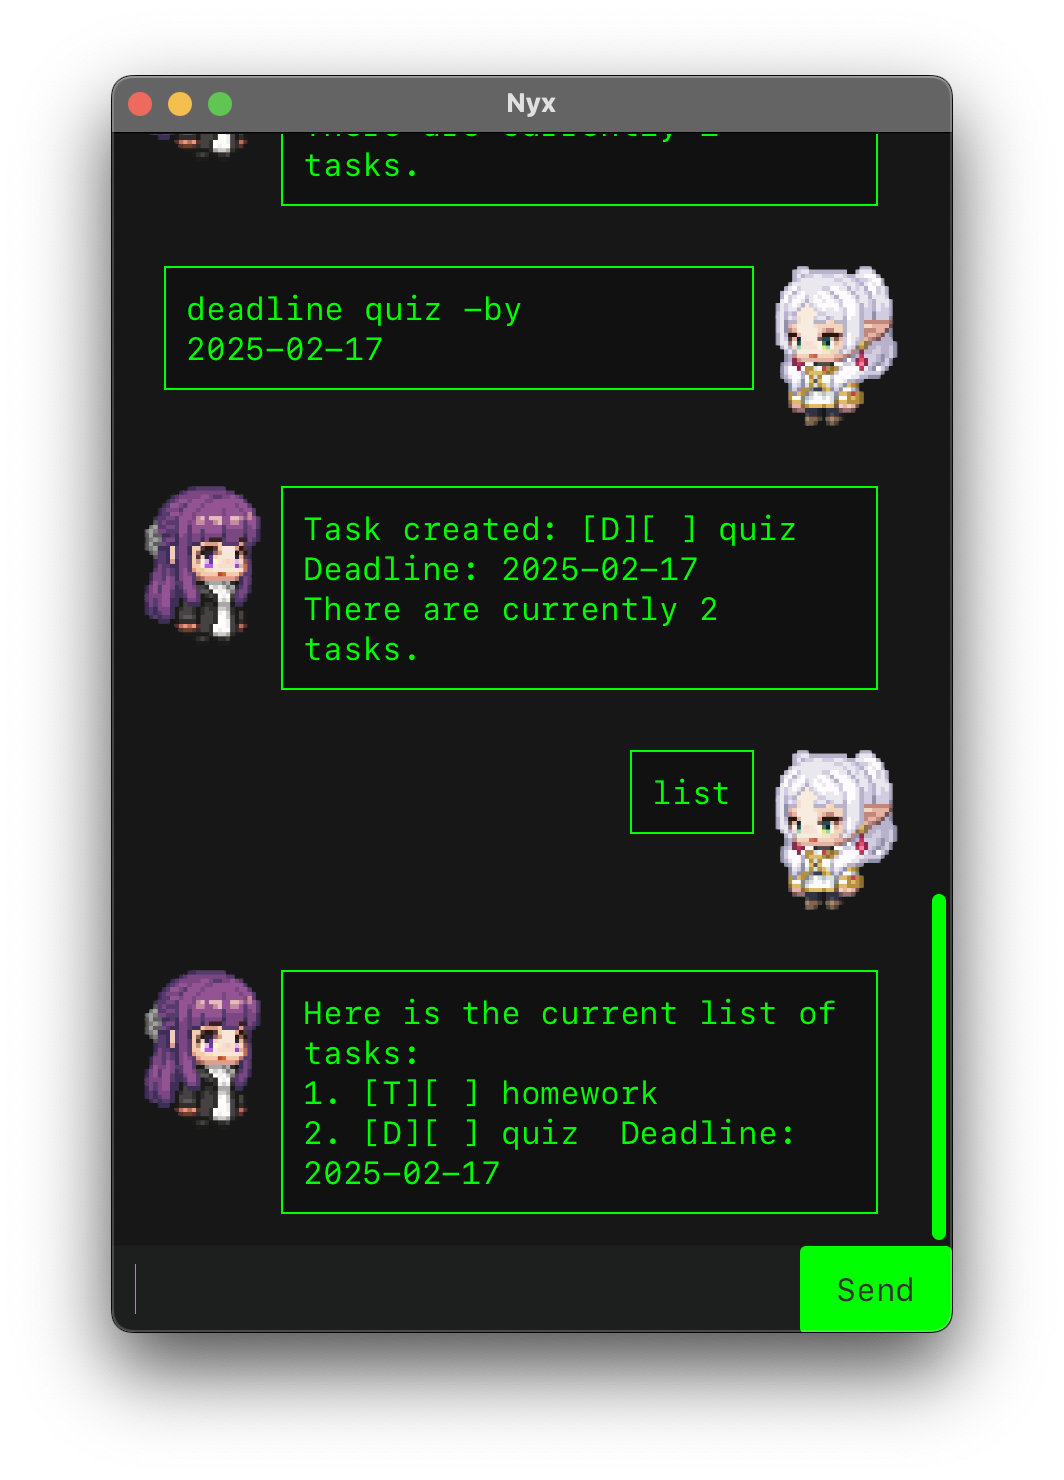 Nyx
tasks.
deadline quiz -by
2025-02-17
Task created: [D][ ] quiz
Deadline: 2025-02-17
There are currently 2
tasks.
list
Here is the current list of
tasks:
1. [T][ ] homework
2. [D][ ] quiz  Deadline:
2025-02-17
Send